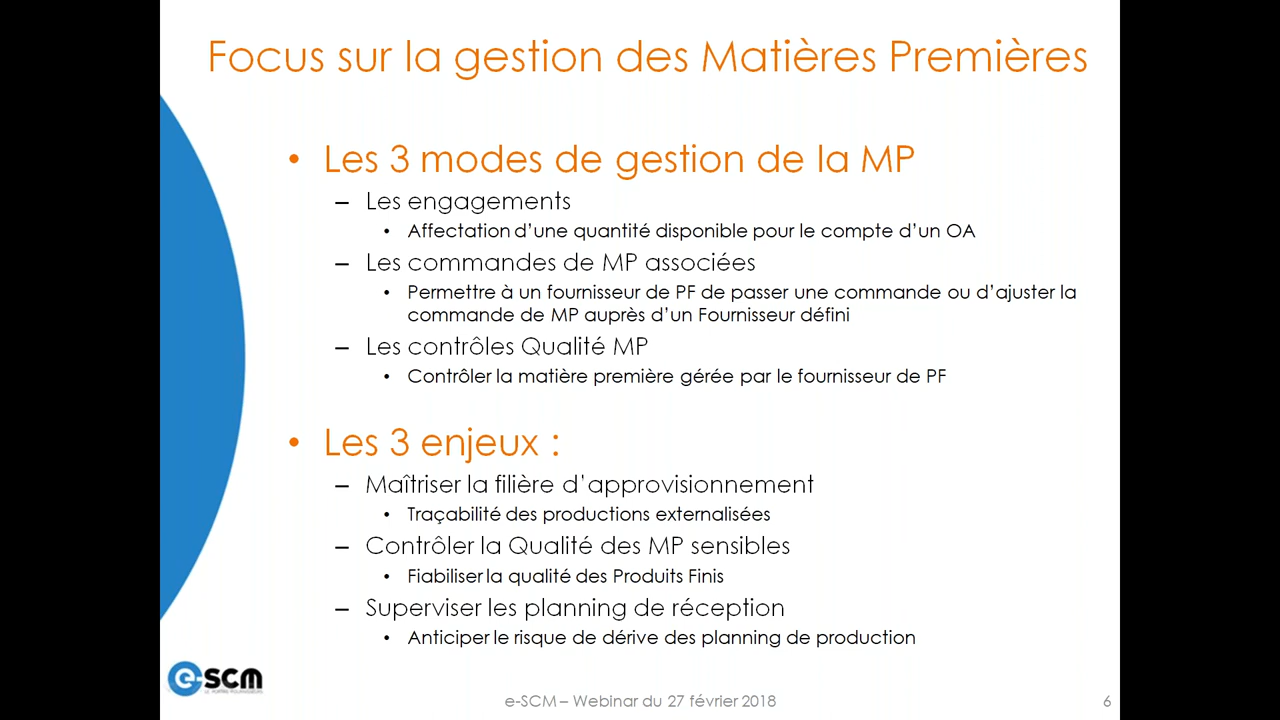 Focus sur la gestion des Matières Premières
• Les 3 modes de gestion de la MP
– Les engagements
• Affectation d'une quantité disponible pour le compte d'un OA
– Les commandes de MP associées
• Permettre à un fournisseur de PF de passer une commande ou d'ajuster la
commande de MP auprès d'un Fournisseur défini
– Les contrôles Qualité MP
• Contrôler la matière première gérée par le fournisseur de PF
• Les 3 enjeux :
– Maîtriser la filière d'approvisionnement
• Traçabilité des productions externalisées
– Contrôler la Qualité des MP sensibles
• Fiabiliser la qualité des Produits Finis
– Superviser les planning de réception
• Anticiper le risque de dérive des planning de production
e-scm
e-SCM – Webinar du 27 février 2018
6